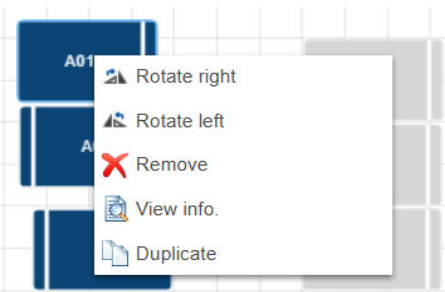 A01
Rotate right
Rotate left
A
Remove
View info.
Duplicate